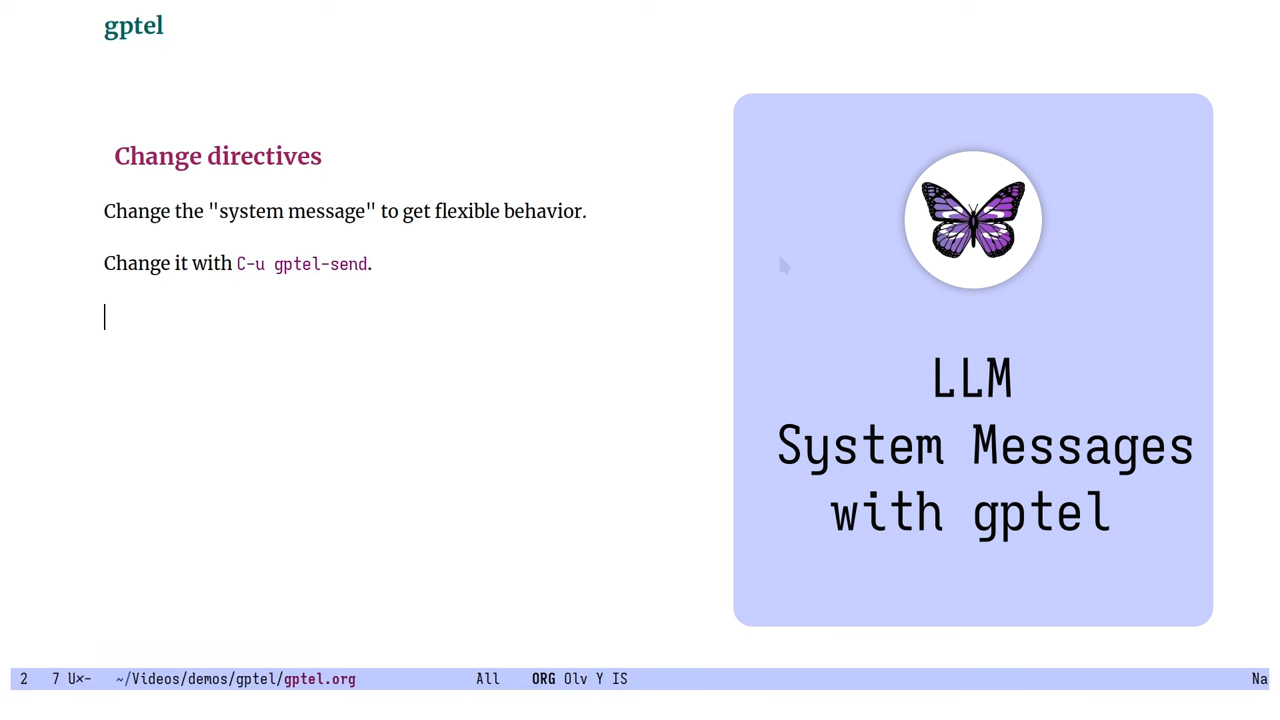 gptel
Change directives
Change the "system message" to get flexible behavior.
Change it with C-u gptel-send.
LLM
System Messages
with gptel
2 7 U×- ~/Videos/demos/gptel/gptel.org All ORG Olv Y IS Na